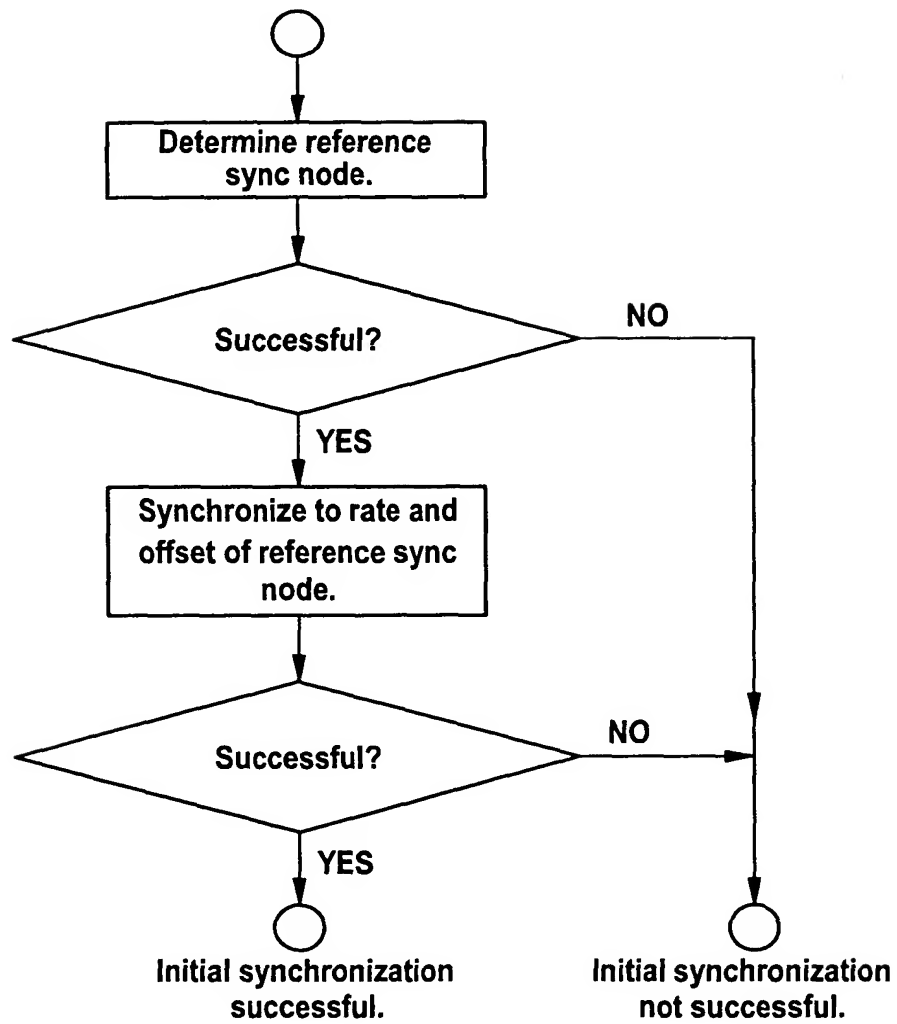 Determine reference
sync node.
Successful?
NO
YES
Synchronize to rate and
offset of reference sync
node.
Successful?
NO
YES
Initial synchronization
successful.
Initial synchronization
not successful.